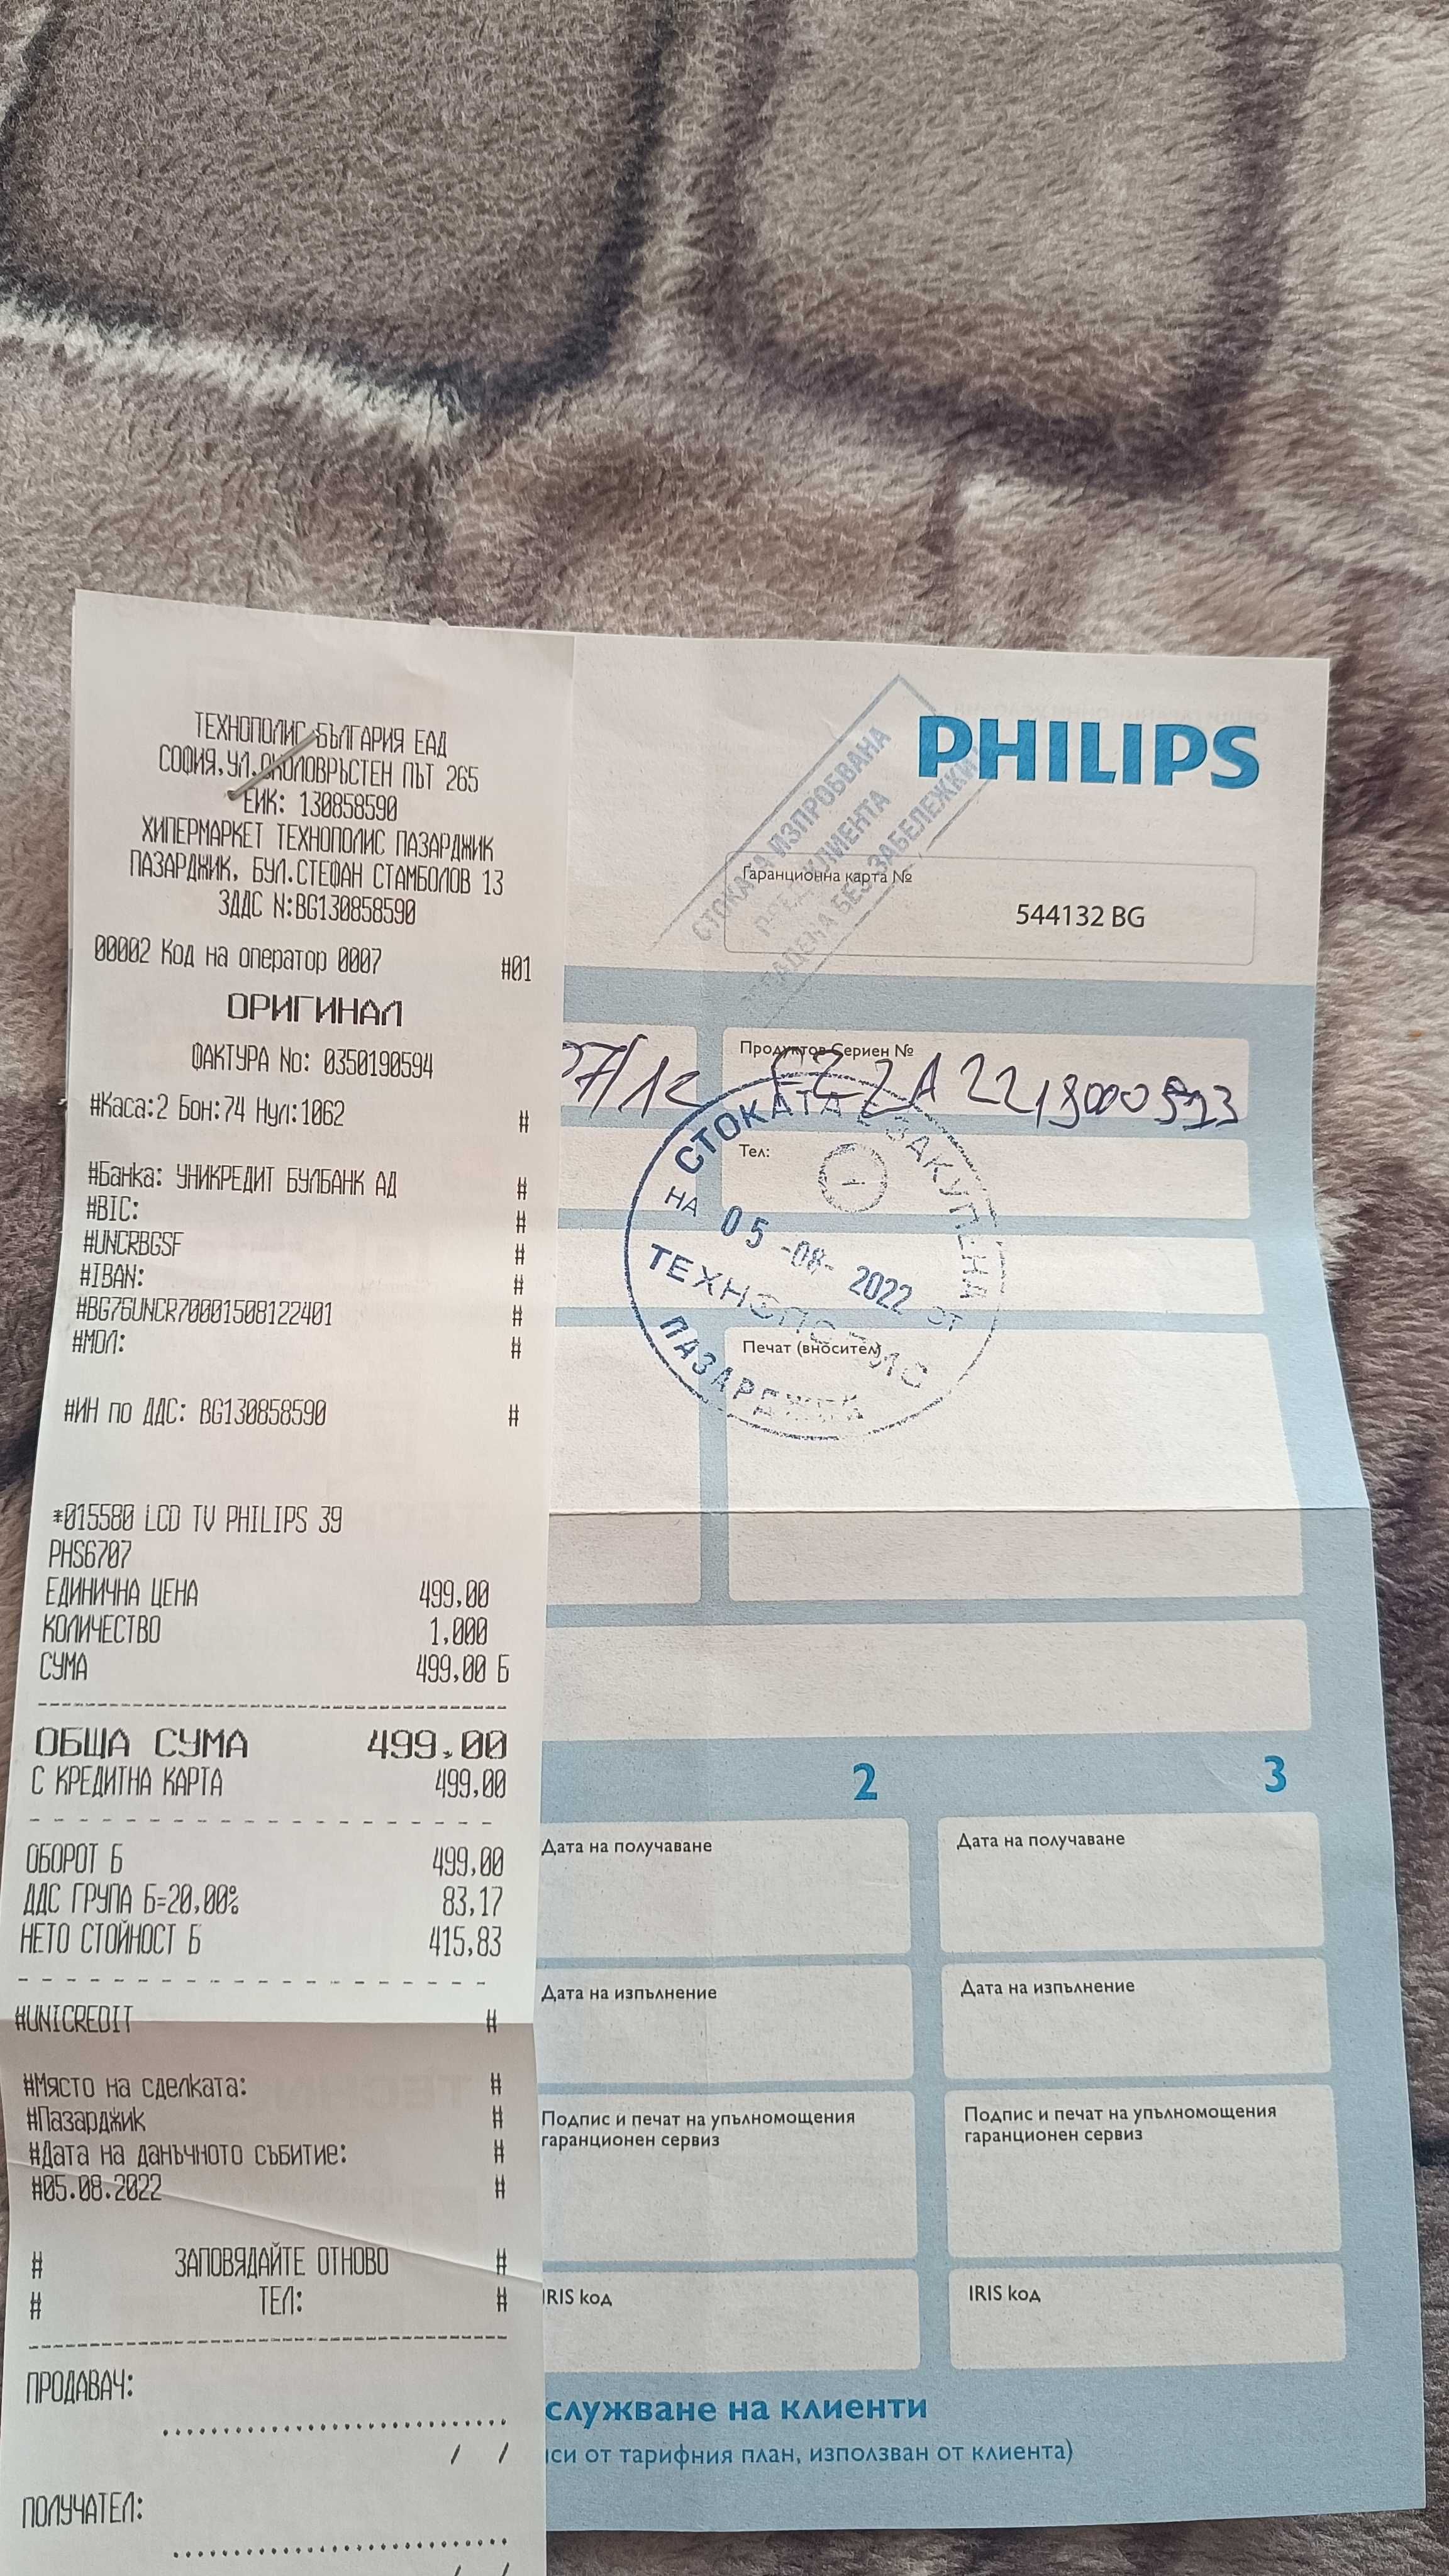 ТЕХНОПОЛИС БЪЛГАРИЯ ЕАД
СОФИЯ,УЛ.ОКОЛОВРЪСТЕН ПЪТ 265
ЕИК: 130858590
ХИПЕРМАРКЕТ ТЕХНОПОЛИС ПАЗАРДЖИК
ПАЗАРДЖИК, БУЛ.СТЕФАН СТАМБОЛОВ 13
ЗДДС N:BG130858590
00002 Код на оператор 0007 #01
ОРИГИНАЛ
ФАКТУРА No: 0350190594
#Каса:2 Бон:74 Нул:1062 #
#Банка: УНИКРЕДИТ БУЛБАНК АД #
#BIC: #
#UNCRBGSF #
#IBAN: #
#BG76UNCR70001508122401 #
#МОЛ: #
#ИН по ДДС: BG130858590 #
*015580 LCD TV PHILIPS 39
PHS6707
ЕДИНИЧНА ЦЕНА 499,00
КОЛИЧЕСТВО 1,000
СУМА 499,00 Б
ОБЩА СУМА 499,00
С КРЕДИТНА КАРТА 499,00
ОБОРОТ Б 499,00
ДДС ГРУПА Б=20,00% 83,17
НЕТО СТОЙНОСТ Б 415,83
#UNICREDIT #
#Място на сделката: #
#Пазарджик #
#Дата на данъчното събитие: #
#05.08.2022 #
# ЗАПОВЯДАЙТЕ ОТНОВО #
# ТЕЛ: #
ПРОДАВАЧ:
/ /
ПОЛУЧАТЕЛ:
/ /
PHILIPS
СТОКАТА ИЗПРОБВАНА
ПРЕД КЛИЕНТА
БЕЗ ЗАБЕЛЕЖКИ
Гаранционна карта №
544132 BG
Продуктов Сериен №
7/12
Тел:
СТОКАТА Е ЗАКУПЕНА
НА 05-08-2022 ОТ
ТЕХНОПОЛИС
ПАЗАРДЖИК
1
Печат (вносител)
2
Дата на получаване
Дата на изпълнение
Подпис и печат на упълномощения
гаранционен сервиз
IRIS код
3
Дата на получаване
Дата на изпълнение
Подпис и печат на упълномощения
гаранционен сервиз
IRIS код
служване на клиенти
си от тарифния план, използван от клиента)